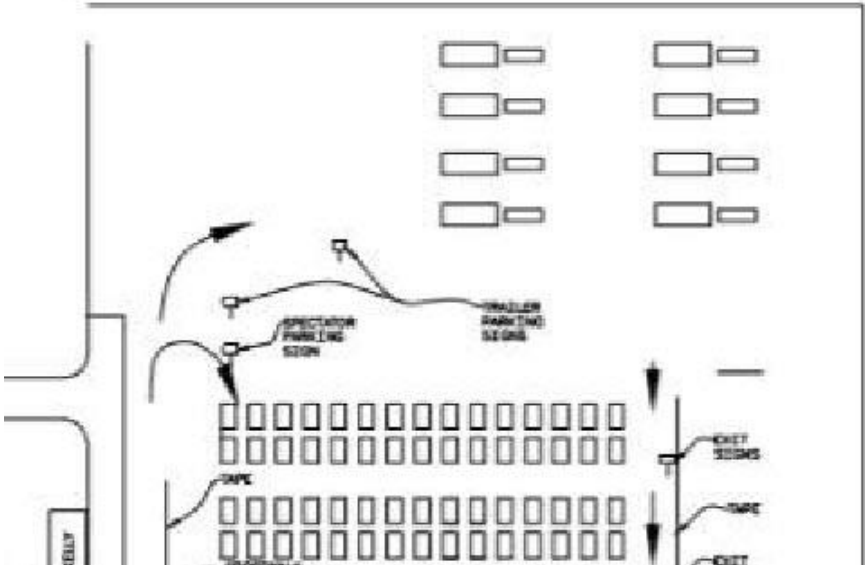 TRAILER
PARKING
SIGNS
SPECTATOR
PARKING
SIGN
EXIT
SIGNS
TAPE
TAPE
EXIT